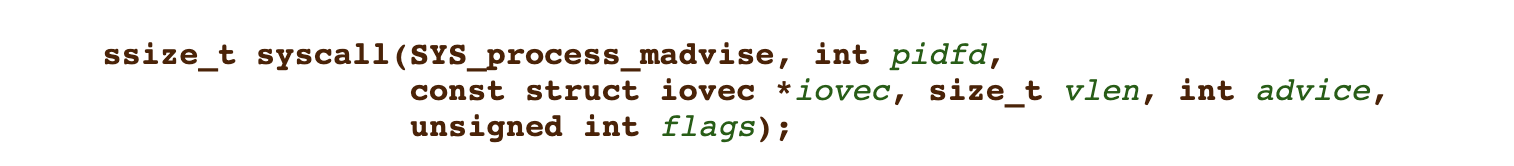 ssize_t syscall(SYS_process_madvise, int pidfd,
const struct iovec *iovec, size_t vlen, int advice,
unsigned int flags);